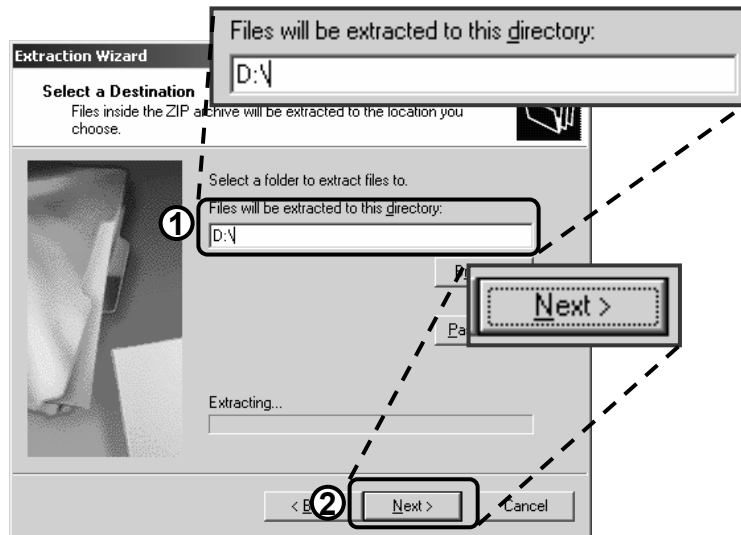 Files will be extracted to this directory:
D:\
Extraction Wizard
Select a Destination
Files inside the ZIP archive will be extracted to the location you
choose.
Select a folder to extract files to.
① Files will be extracted to this directory:
D:\
Next >
Extracting...
② Next > Cancel